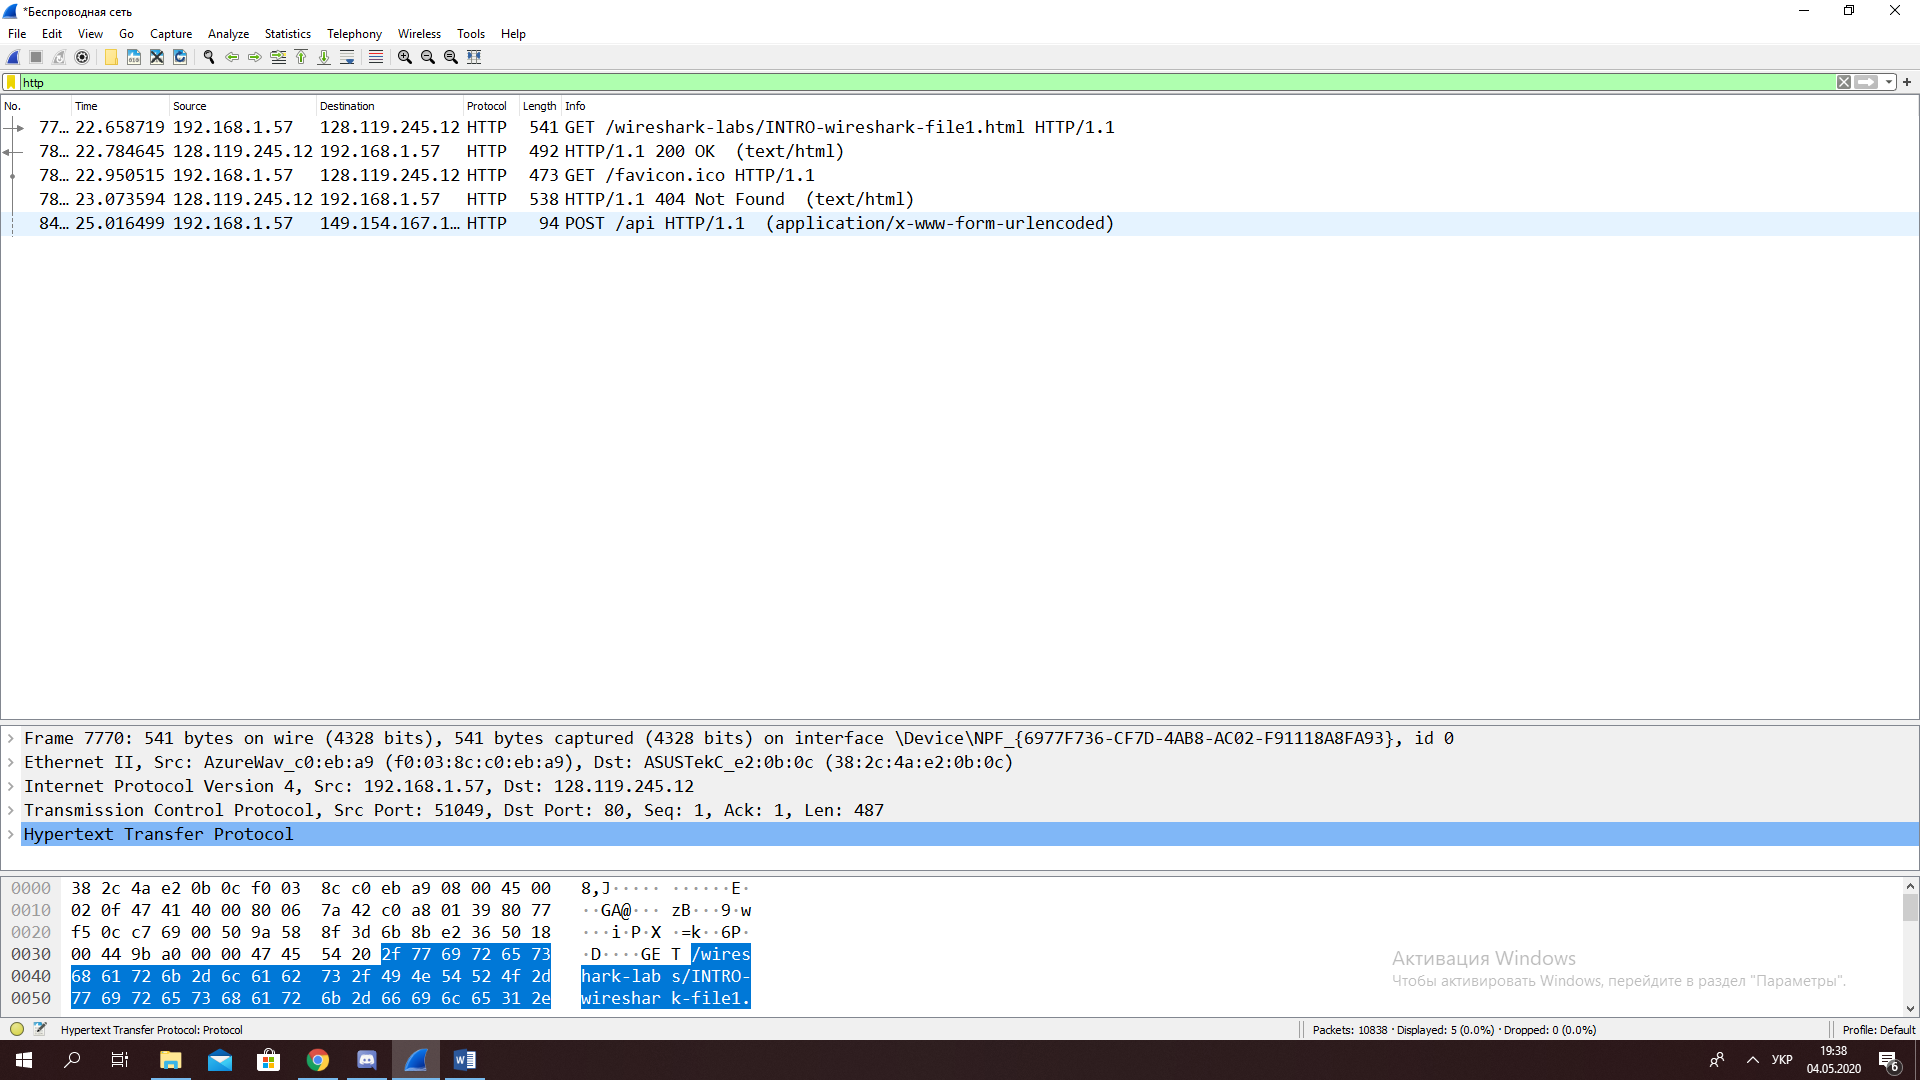 *Беспроводная сеть
File Edit View Go Capture Analyze Statistics Telephony Wireless Tools Help
http
No. Time Source Destination Protocol Length Info
77… 22.658719 192.168.1.57 128.119.245.12 HTTP 541 GET /wireshark-labs/INTRO-wireshark-file1.html HTTP/1.1
78… 22.784645 128.119.245.12 192.168.1.57 HTTP 492 HTTP/1.1 200 OK (text/html)
78… 22.950515 192.168.1.57 128.119.245.12 HTTP 473 GET /favicon.ico HTTP/1.1
78… 23.073594 128.119.245.12 192.168.1.57 HTTP 538 HTTP/1.1 404 Not Found (text/html)
84… 25.016499 192.168.1.57 149.154.167.1… HTTP 94 POST /api HTTP/1.1 (application/x-www-form-urlencoded)
Frame 7770: 541 bytes on wire (4328 bits), 541 bytes captured (4328 bits) on interface \Device\NPF_{6977F736-CF7D-4AB8-AC02-F91118A8FA93}, id 0
Ethernet II, Src: AzureWav_c0:eb:a9 (f0:03:8c:c0:eb:a9), Dst: ASUSTekC_e2:0b:0c (38:2c:4a:e2:0b:0c)
Internet Protocol Version 4, Src: 192.168.1.57, Dst: 128.119.245.12
Transmission Control Protocol, Src Port: 51049, Dst Port: 80, Seq: 1, Ack: 1, Len: 487
Hypertext Transfer Protocol
0000 38 2c 4a e2 0b 0c f0 03 8c c0 eb a9 08 00 45 00 8,J····· ······E·
0010 02 0f 47 41 40 00 80 06 7a 42 c0 a8 01 39 80 77 ··GA@··· zB···9·w
0020 f5 0c c7 69 00 50 9a 58 8f 3d 6b 8b e2 36 50 18 ···i·P·X ·=k··6P·
0030 00 44 9b a0 00 00 47 45 54 20 2f 77 69 72 65 73 ·D····GE T /wires
0040 68 61 72 6b 2d 6c 61 62 73 2f 49 4e 54 52 4f 2d hark-lab s/INTRO-
0050 77 69 72 65 73 68 61 72 6b 2d 66 69 6c 65 31 2e wireshar k-file1.
Активация Windows
Чтобы активировать Windows, перейдите в раздел "Параметры".
Hypertext Transfer Protocol: Protocol Packets: 10838 · Displayed: 5 (0.0%) · Dropped: 0 (0.0%) Profile: Default
УКР 19:38
04.05.2020 6